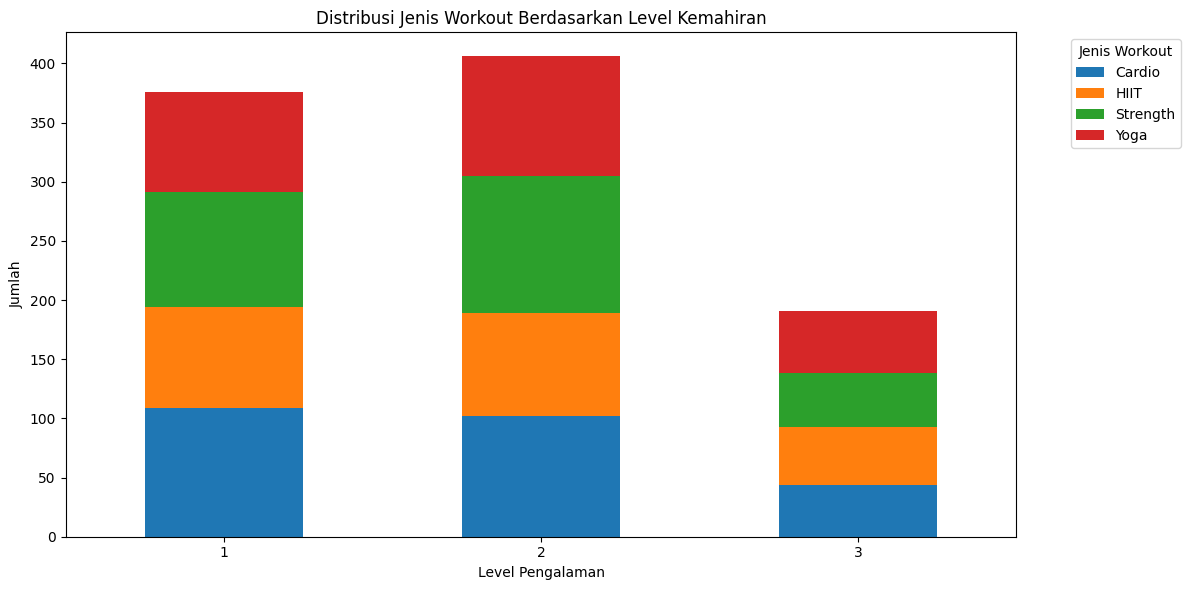 Distribusi Jenis Workout Berdasarkan Level Kemahiran
Jenis Workout
Cardio
HIIT
Strength
Yoga
Jumlah
400
350
300
250
200
150
100
50
0
1 2 3
Level Pengalaman